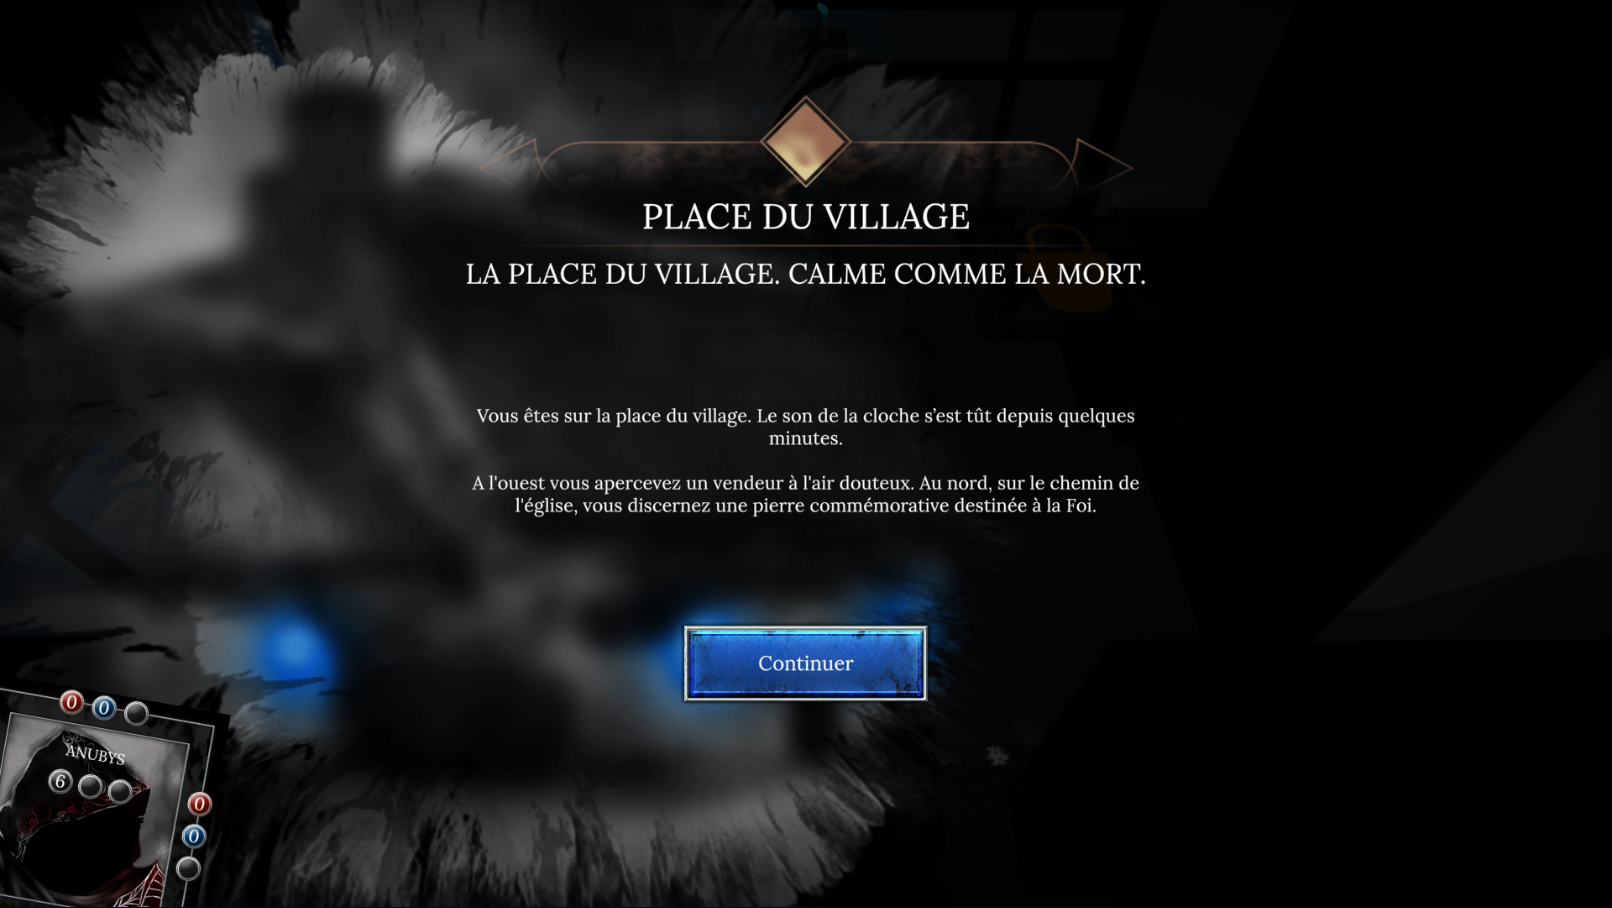 PLACE DU VILLAGE
LA PLACE DU VILLAGE. CALME COMME LA MORT.
Vous êtes sur la place du village. Le son de la cloche s’est tût depuis quelques
minutes.
A l'ouest vous apercevez un vendeur à l'air douteux. Au nord, sur le chemin de
l'église, vous discernez une pierre commémorative destinée à la Foi.
Continuer
0 0
ANUBYS
6
0
0